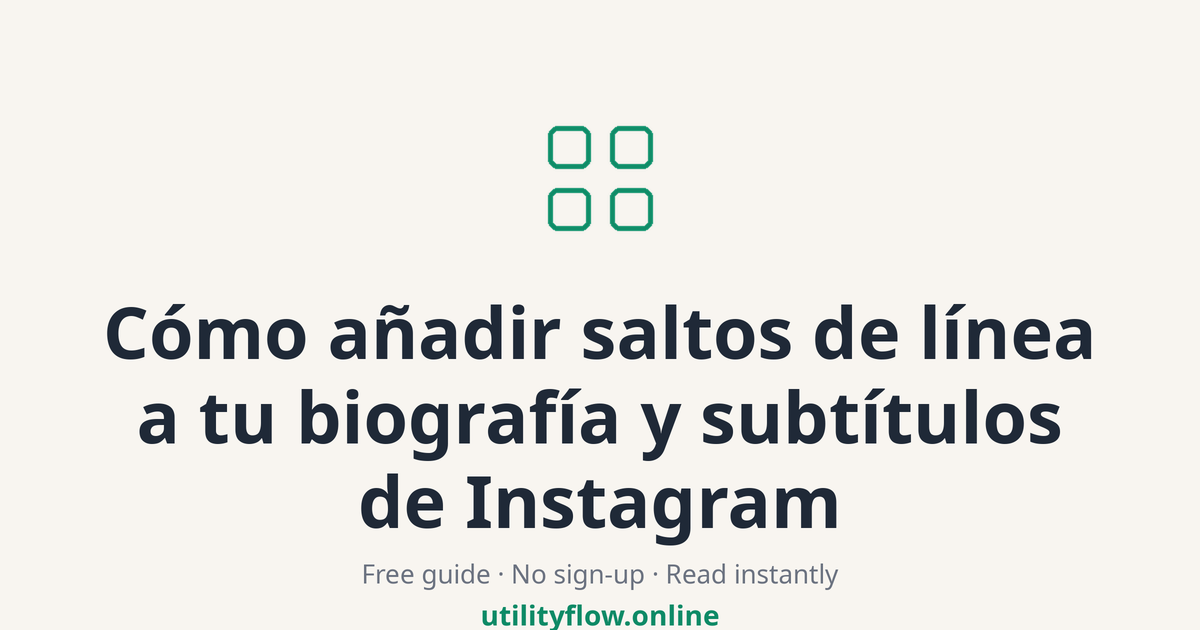 Cómo añadir saltos de línea
a tu biografía y subtítulos
de Instagram
Free guide · No sign-up · Read instantly
utilityflow.online